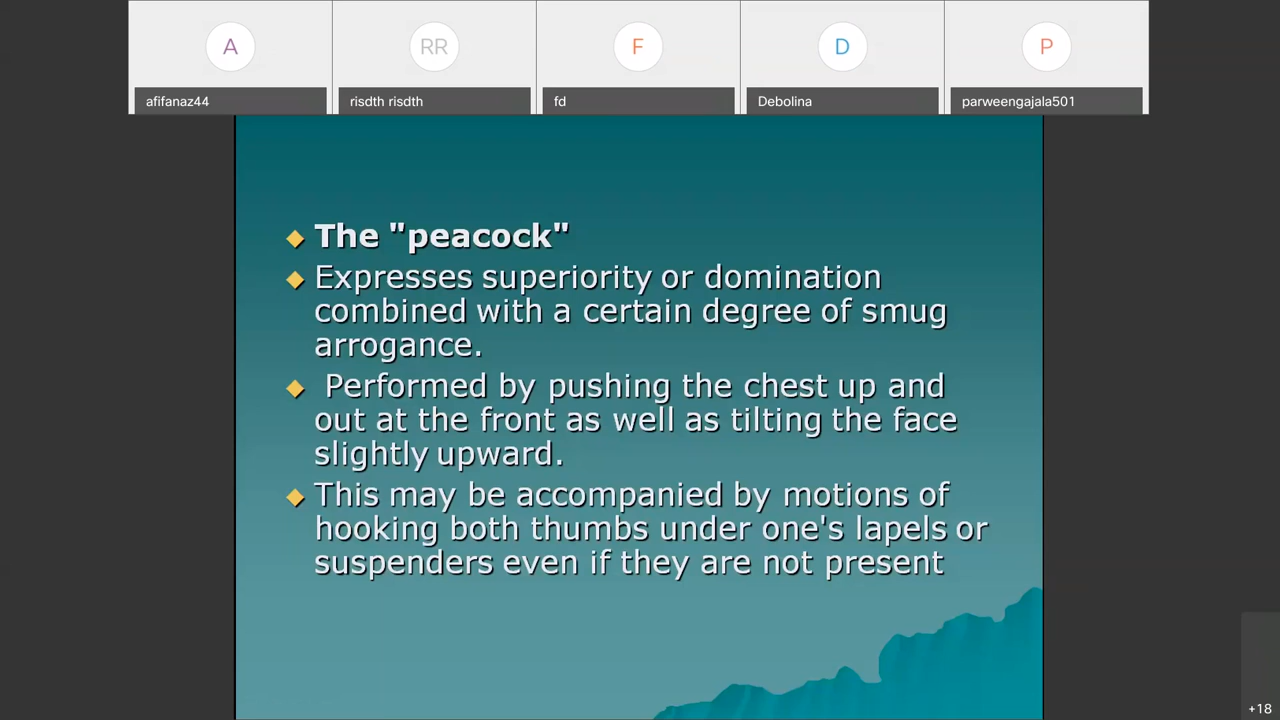 A
RR
F
D
P
afifanaz44
risdth risdth
fd
Debolina
parweengajala501
The "peacock"
Expresses superiority or domination
combined with a certain degree of smug
arrogance.
Performed by pushing the chest up and
out at the front as well as tilting the face
slightly upward.
This may be accompanied by motions of
hooking both thumbs under one's lapels or
suspenders even if they are not present
+18